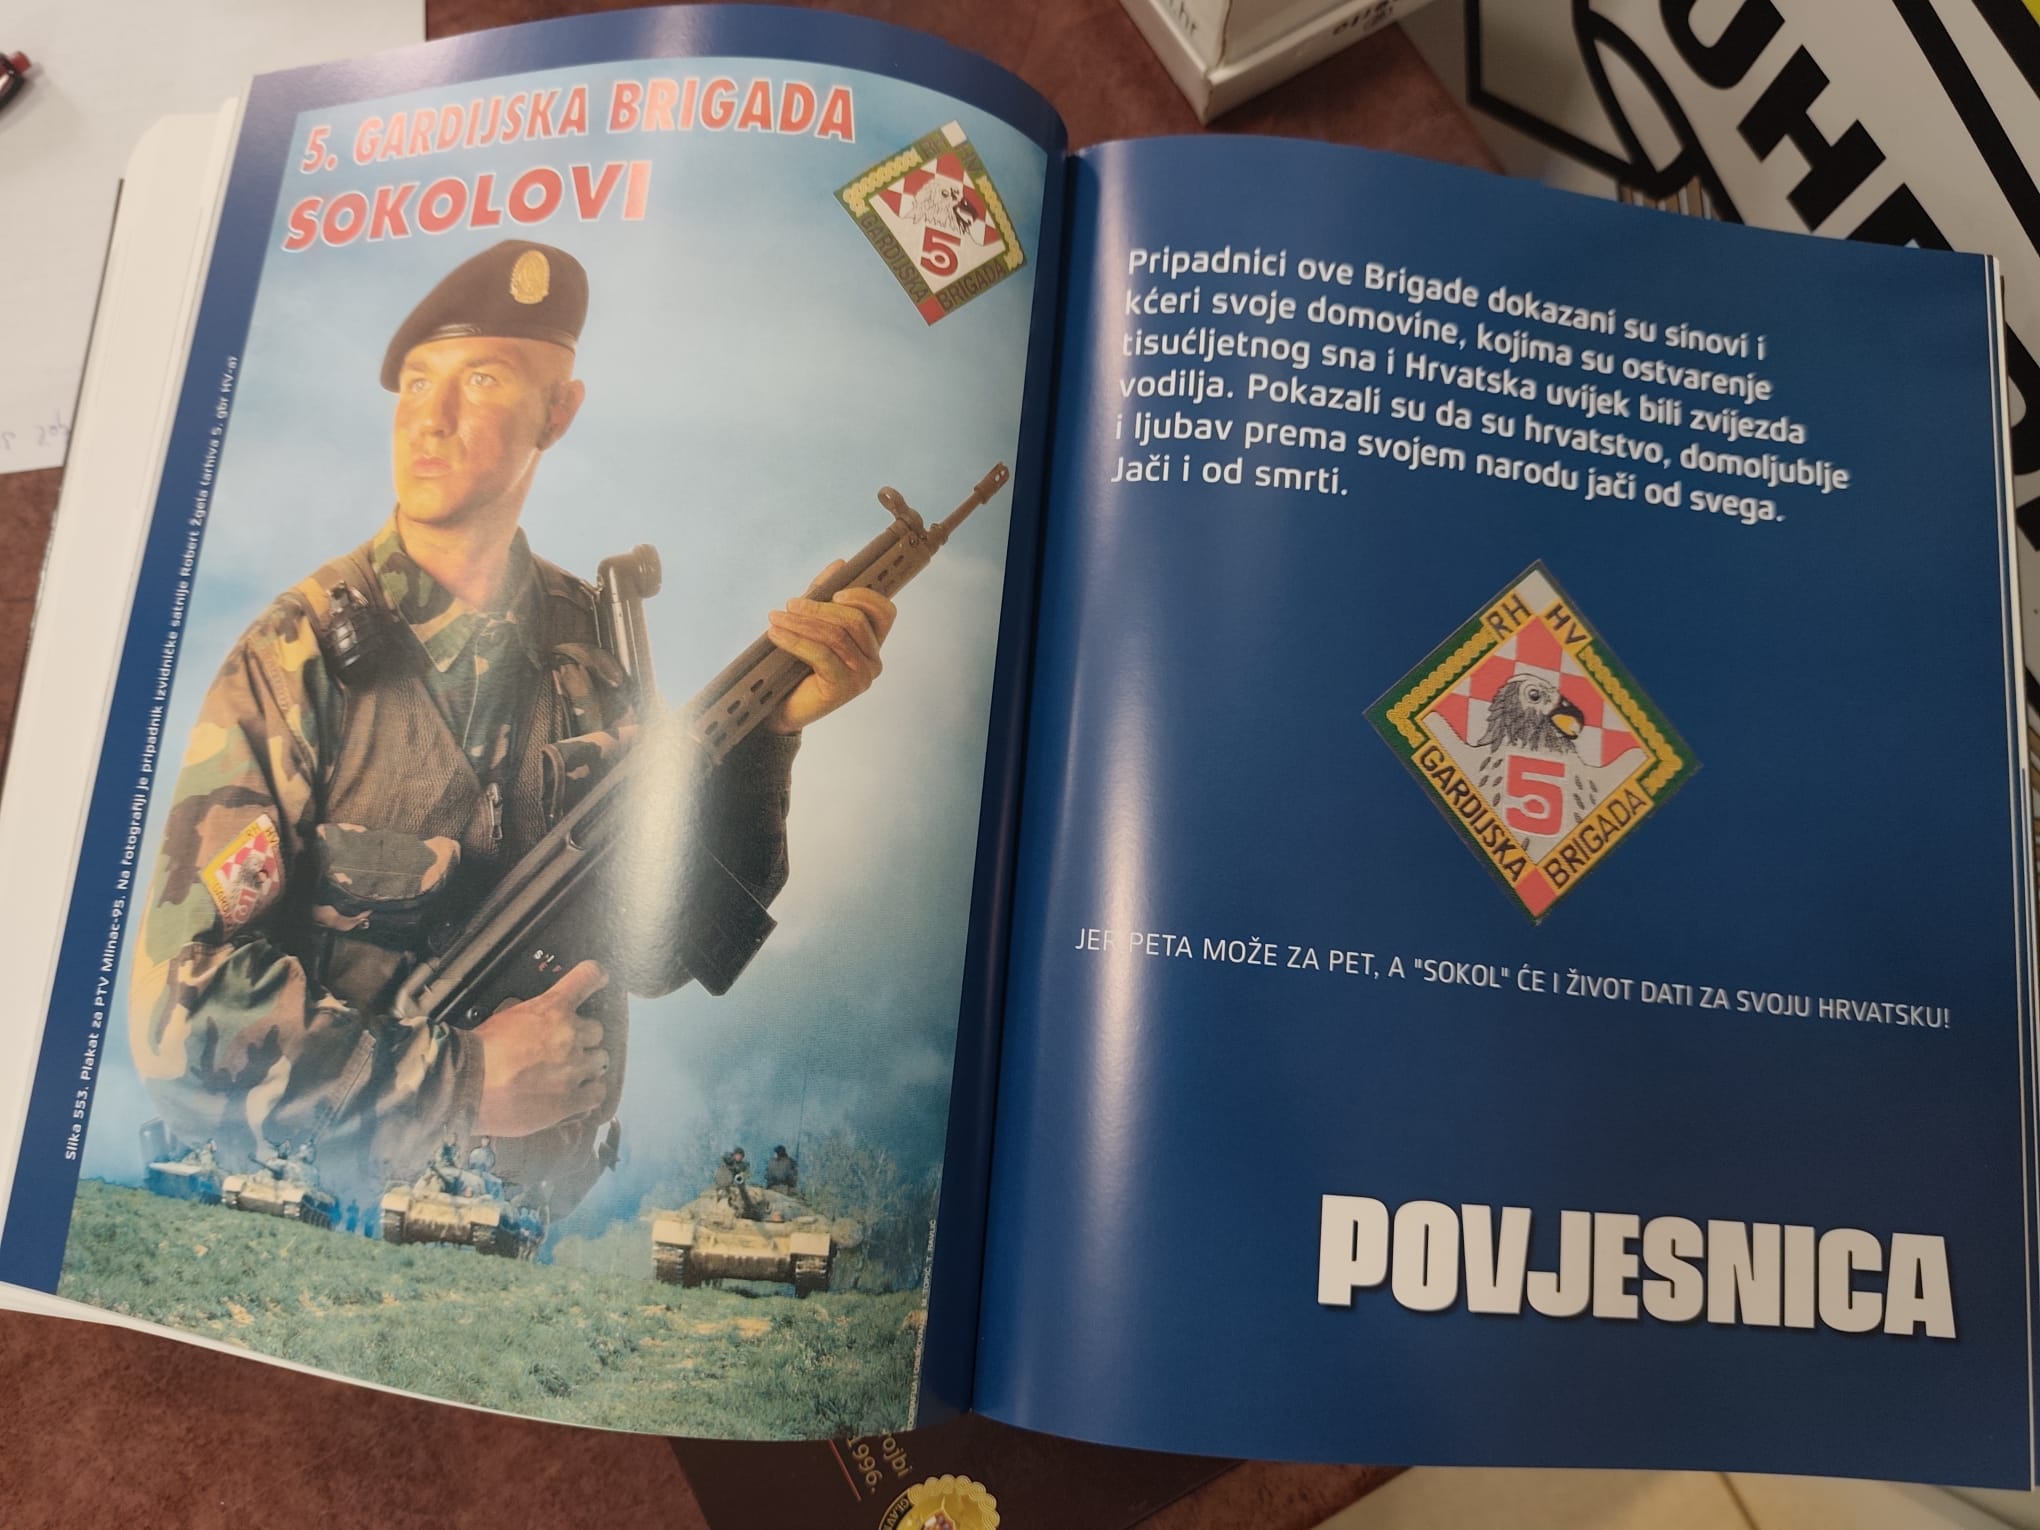 5. GARDIJSKA BRIGADA
SOKOLOVI
RH HV
5
GARDIJSKA
BRIGADA
RH HV
Slika 553. Plakat za PTV Mlinac-95. Na fotografiji je pripadnik izvidničke satnije Robert Žgela (arhiva 5. gbr HV-a)
T. RAVLIĆ
Pripadnici ove Brigade dokazani su sinovi i
kćeri svoje domovine, kojima su ostvarenje
tisućljetnog sna i Hrvatska uvijek bili zvijezda
vodilja. Pokazali su da su hrvatstvo, domoljublje
i ljubav prema svojem narodu jači od svega.
Jači i od smrti.
RH HV
5
GARDIJSKA
BRIGADA
JER PETA MOŽE ZA PET, A "SOKOL" ĆE I ŽIVOT DATI ZA SVOJU HRVATSKU!
POVJESNICA
1996.